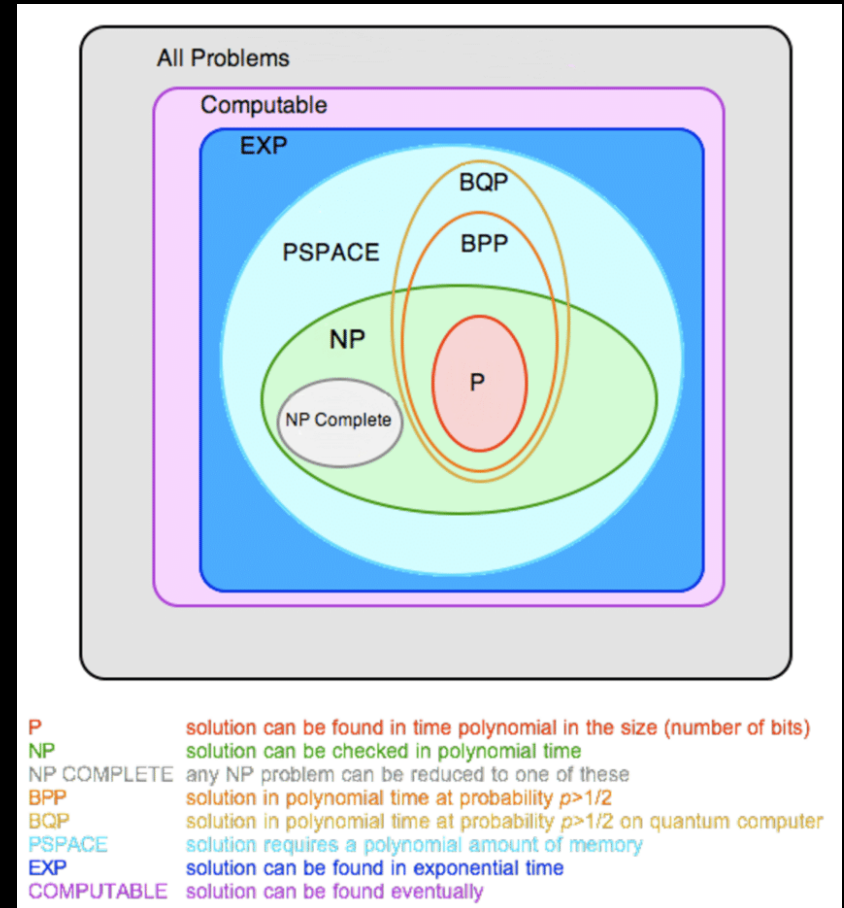 All Problems
Computable
EXP
BQP
BPP
PSPACE
NP
P
NP Complete
P solution can be found in time polynomial in the size (number of bits)
NP solution can be checked in polynomial time
NP COMPLETE any NP problem can be reduced to one of these
BPP solution in polynomial time at probability p>1/2
BQP solution in polynomial time at probability p>1/2 on quantum computer
PSPACE solution requires a polynomial amount of memory
EXP solution can be found in exponential time
COMPUTABLE solution can be found eventually